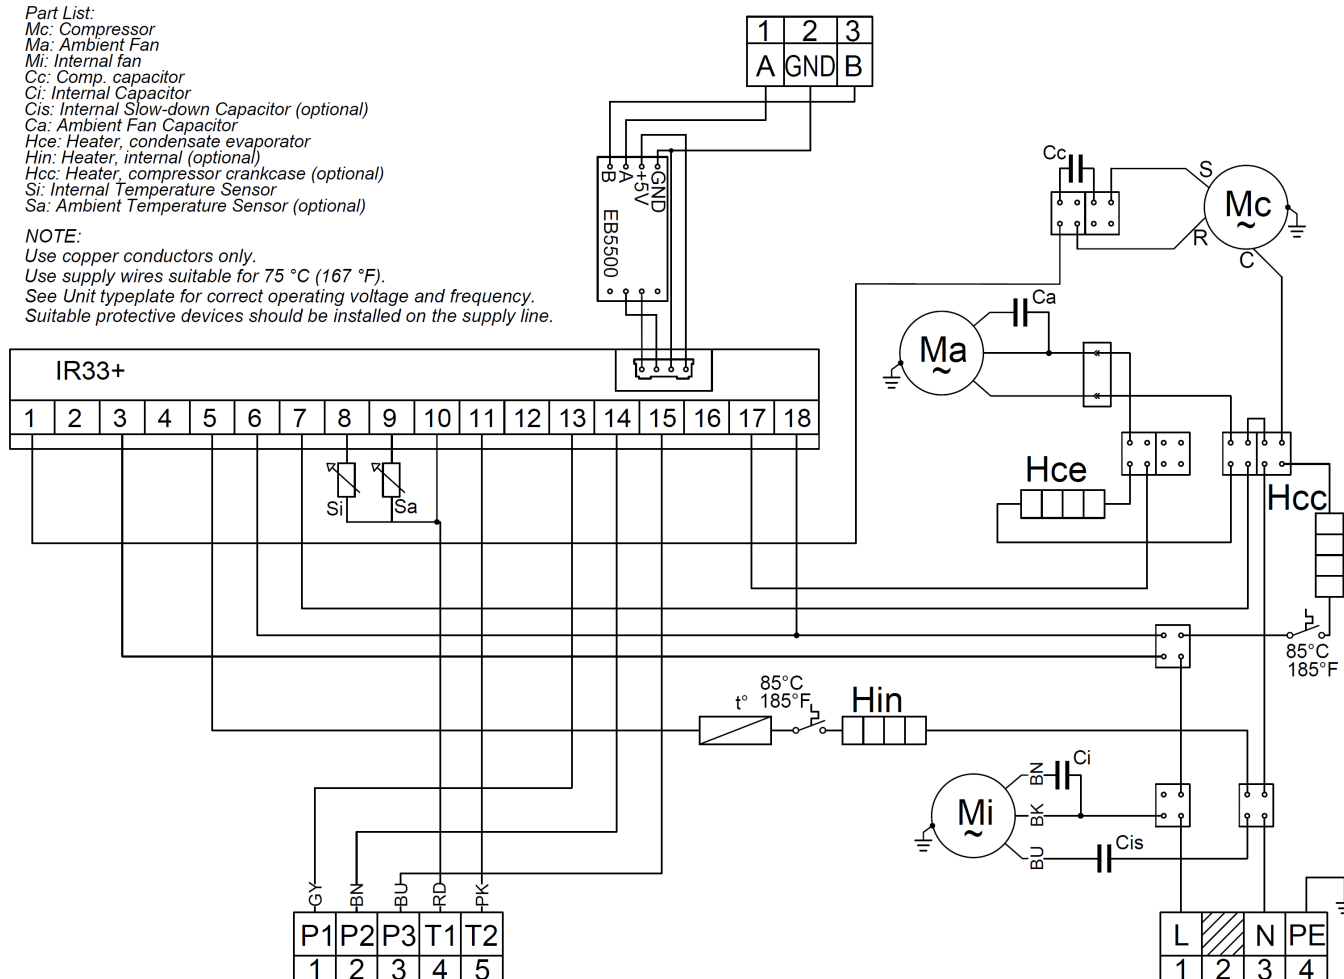 Part List:
Mc: Compressor
Ma: Ambient Fan
Mi: Internal fan
Cc: Comp. capacitor
Ci: Internal Capacitor
Cis: Internal Slow-down Capacitor (optional)
Ca: Ambient Fan Capacitor
Hce: Heater, condensate evaporator
Hin: Heater, internal (optional)
Hcc: Heater, compressor crankcase (optional)
Si: Internal Temperature Sensor
Sa: Ambient Temperature Sensor (optional)
NOTE:
Use copper conductors only.
Use supply wires suitable for 75 °C (167 °F).
See Unit typeplate for correct operating voltage and frequency.
Suitable protective devices should be installed on the supply line.
1 2 3
A GND B
B A +5V GND
EB5500
Cc
S
Mc
~
R
C
Ca
Ma
~
IR33+
1 2 3 4 5 6 7 8 9 10 11 12 13 14 15 16 17 18
Si
Sa
Hce
Hcc
85°C
185°F
t°
85°C
185°F
Hin
BN
Ci
Mi
~
BK
BU
Cis
GY BN BU RD PK
P1 P2 P3 T1 T2
1 2 3 4 5
L N PE
1 2 3 4